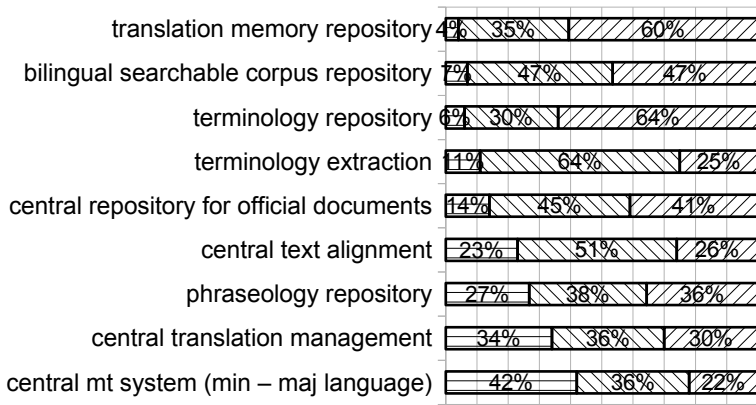 translation memory repository 4% 35% 60%
bilingual searchable corpus repository 7% 47% 47%
terminology repository 6% 30% 64%
terminology extraction 11% 64% 25%
central repository for official documents 14% 45% 41%
central text alignment 23% 51% 26%
phraseology repository 27% 38% 36%
central translation management 34% 36% 30%
central mt system (min – maj language) 42% 36% 22%